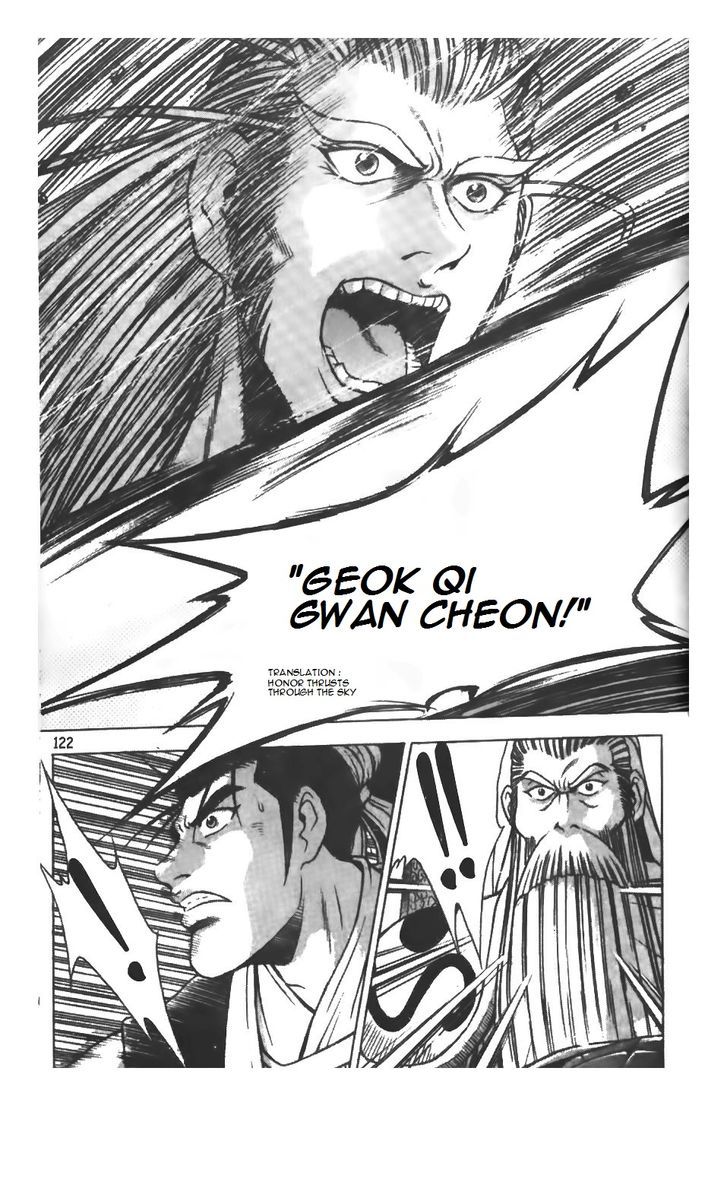 "GEOK QI
GWAN CHEON!"
TRANSLATION :
HONOR THRUSTS
THROUGH THE SKY
122
!
!!